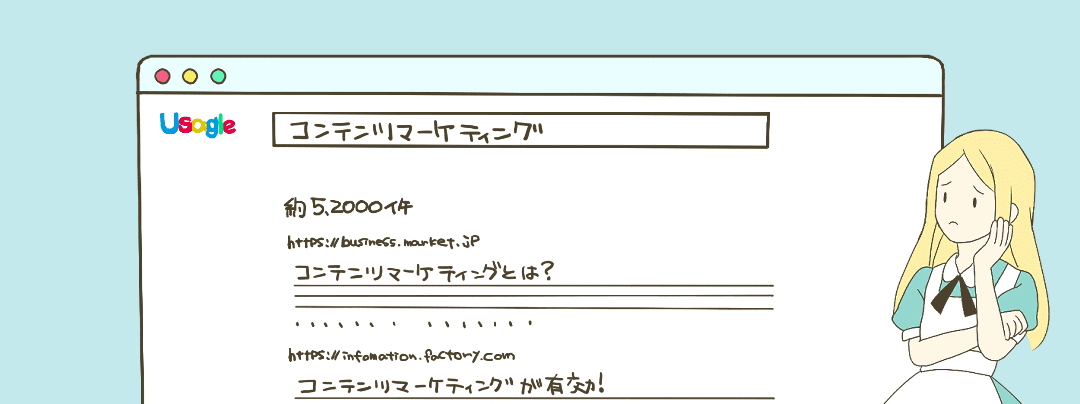 Usogle
コンテンツマーケティング
約5,2000件
https://business.market.jp
コンテンツマーケティングとは?
https://infomation.factory.com
コンテンツマーケティングが有効!